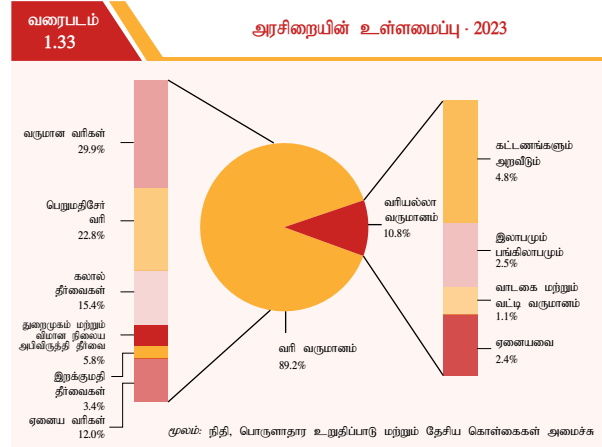 வரைபடம்
1.33
அரசிறையின் உள்ளமைப்பு - 2023
வருமான வரிகள்
29.9%
பெறுமதிசேர்
வரி
22.8%
கலால்
தீர்வைகள்
15.4%
துறைமுகம் மற்றும்
விமான நிலைய
அபிவிருத்தி தீர்வை
5.8%
இறக்குமதி
தீர்வைகள்
3.4%
ஏனைய வரிகள்
12.0%
வரியல்லா
வருமானம்
10.8%
வரி வருமானம்
89.2%
கட்டணங்களும்
அறவீடும்
4.8%
இலாபமும்
பங்கிலாபமும்
2.5%
வாடகை மற்றும்
வட்டி வருமானம்
1.1%
ஏனையவை
2.4%
மூலம்: நிதி, பொருளாதார உறுதிப்பாடு மற்றும் தேசிய கொள்கைகள் அமைச்சு